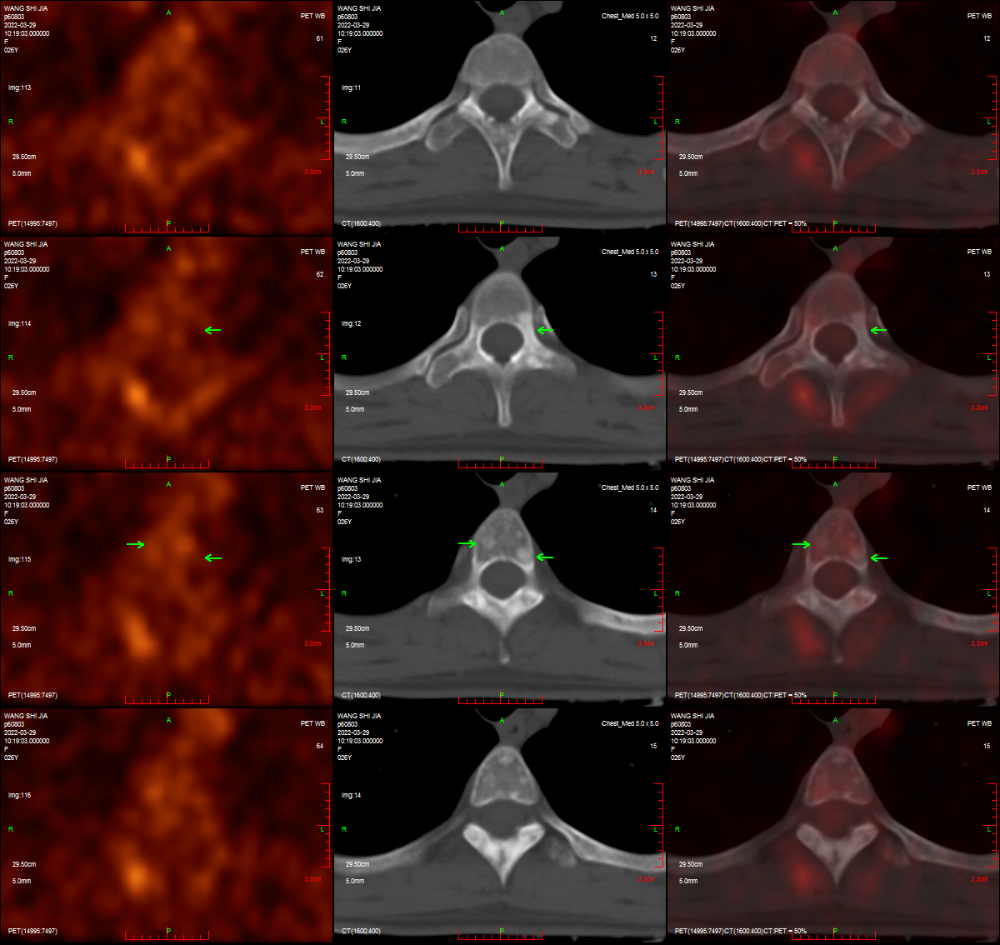 WANG SHI JIA
p60803
2022-03-29
10:19:03.000000
F
026Y
A
PET WB
61
Img:113
R
L
29.50cm
5.0mm
3.3cm
PET(14995:7497)
P
WANG SHI JIA
p60803
2022-03-29
10:19:03.000000
F
026Y
A
Chest_Med 5.0 x 5.0
12
Img:11
R
L
29.50cm
5.0mm
3.3cm
CT(1600:400)
P
WANG SHI JIA
p60803
2022-03-29
10:19:03.000000
F
026Y
A
PET WB
12
R
L
29.50cm
5.0mm
3.3cm
PET(14995:7497)CT(1600:400)CT:PET = 50%
P
WANG SHI JIA
p60803
2022-03-29
10:19:03.000000
F
026Y
A
PET WB
62
Img:114
R
L
29.50cm
5.0mm
3.3cm
PET(14995:7497)
P
WANG SHI JIA
p60803
2022-03-29
10:19:03.000000
F
026Y
A
Chest_Med 5.0 x 5.0
13
Img:12
R
L
29.50cm
5.0mm
3.3cm
CT(1600:400)
P
WANG SHI JIA
p60803
2022-03-29
10:19:03.000000
F
026Y
A
PET WB
13
R
L
29.50cm
5.0mm
3.3cm
PET(14995:7497)CT(1600:400)CT:PET = 50%
P
WANG SHI JIA
p60803
2022-03-29
10:19:03.000000
F
026Y
A
PET WB
63
Img:115
R
L
29.50cm
5.0mm
3.3cm
PET(14995:7497)
P
WANG SHI JIA
p60803
2022-03-29
10:19:03.000000
F
026Y
A
Chest_Med 5.0 x 5.0
14
Img:13
R
L
29.50cm
5.0mm
3.3cm
CT(1600:400)
P
WANG SHI JIA
p60803
2022-03-29
10:19:03.000000
F
026Y
A
PET WB
14
R
L
29.50cm
5.0mm
3.3cm
PET(14995:7497)CT(1600:400)CT:PET = 50%
P
WANG SHI JIA
p60803
2022-03-29
10:19:03.000000
F
026Y
A
PET WB
64
Img:116
R
L
29.50cm
5.0mm
3.3cm
PET(14995:7497)
P
WANG SHI JIA
p60803
2022-03-29
10:19:03.000000
F
026Y
A
Chest_Med 5.0 x 5.0
15
Img:14
R
L
29.50cm
5.0mm
3.3cm
CT(1600:400)
P
WANG SHI JIA
p60803
2022-03-29
10:19:03.000000
F
026Y
A
PET WB
15
R
L
29.50cm
5.0mm
3.3cm
PET(14995:7497)CT(1600:400)CT:PET = 50%
P